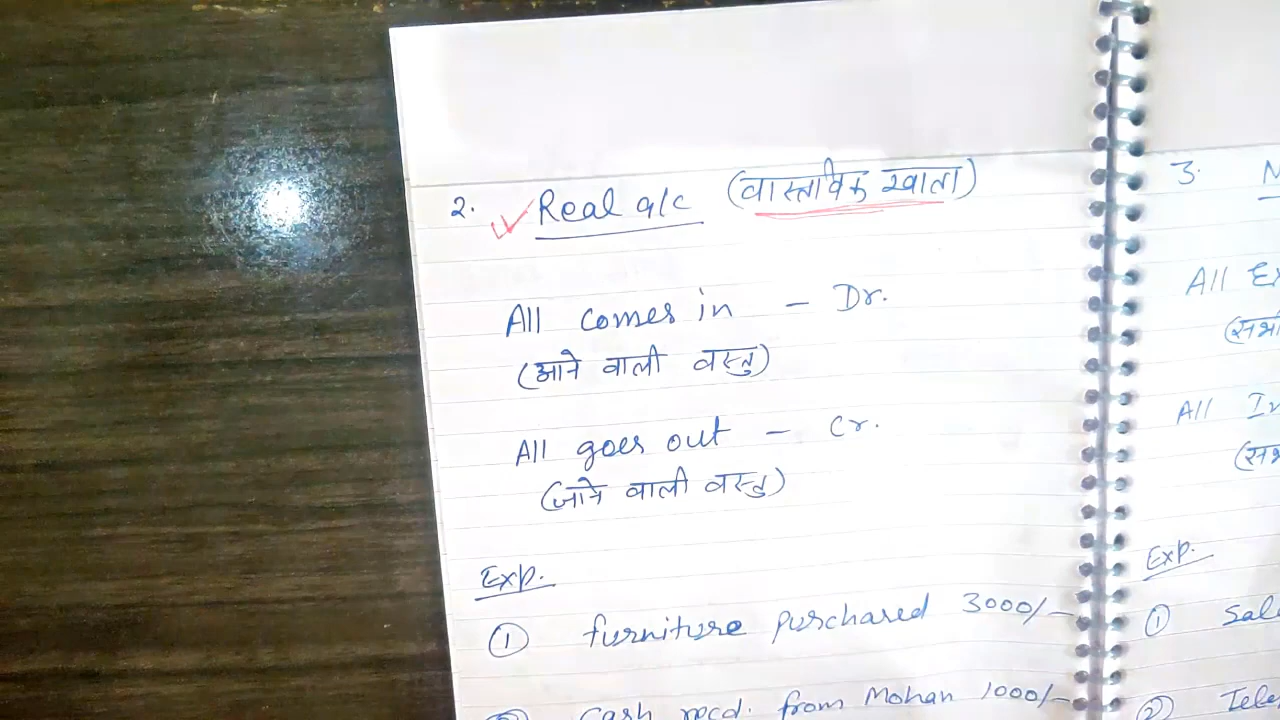 2. Real a/c (वास्तविक खाता)
All comes in - Dr.
(आने वाली वस्तु)
All goes out - Cr.
(जाने वाली वस्तु)
Exp.
① furniture purchased 3000/-
② Cash recd. from Mohan 1000/-
3.
All
All
Exp.
①
②